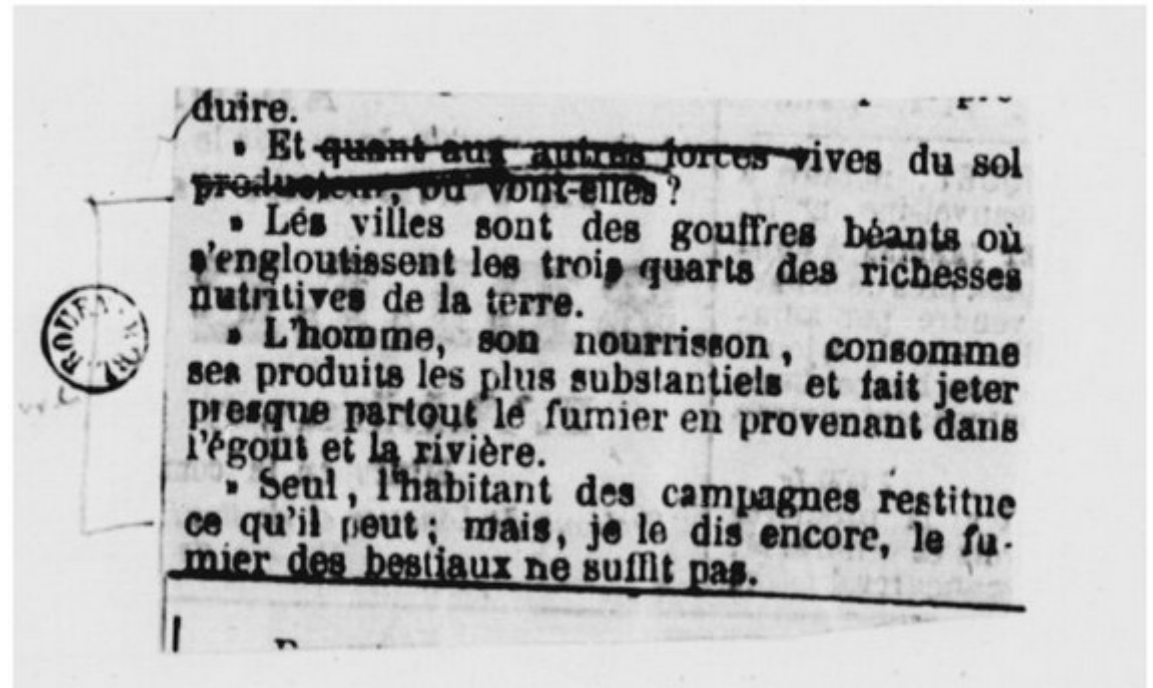 duire.
» Et quant aux autres forces vives du sol
producteur, où vont-elles ?
» Les villes sont des gouffres béants où
s'engloutissent les trois quarts des richesses
nutritives de la terre.
» L'homme, son nourrisson, consomme
ses produits les plus substantiels et fait jeter
presque partout le fumier en provenant dans
l'égout et la rivière.
» Seul, l'habitant des campagnes restitue
ce qu'il peut ; mais, je le dis encore, le fu-
mier des bestiaux ne suffit pas.